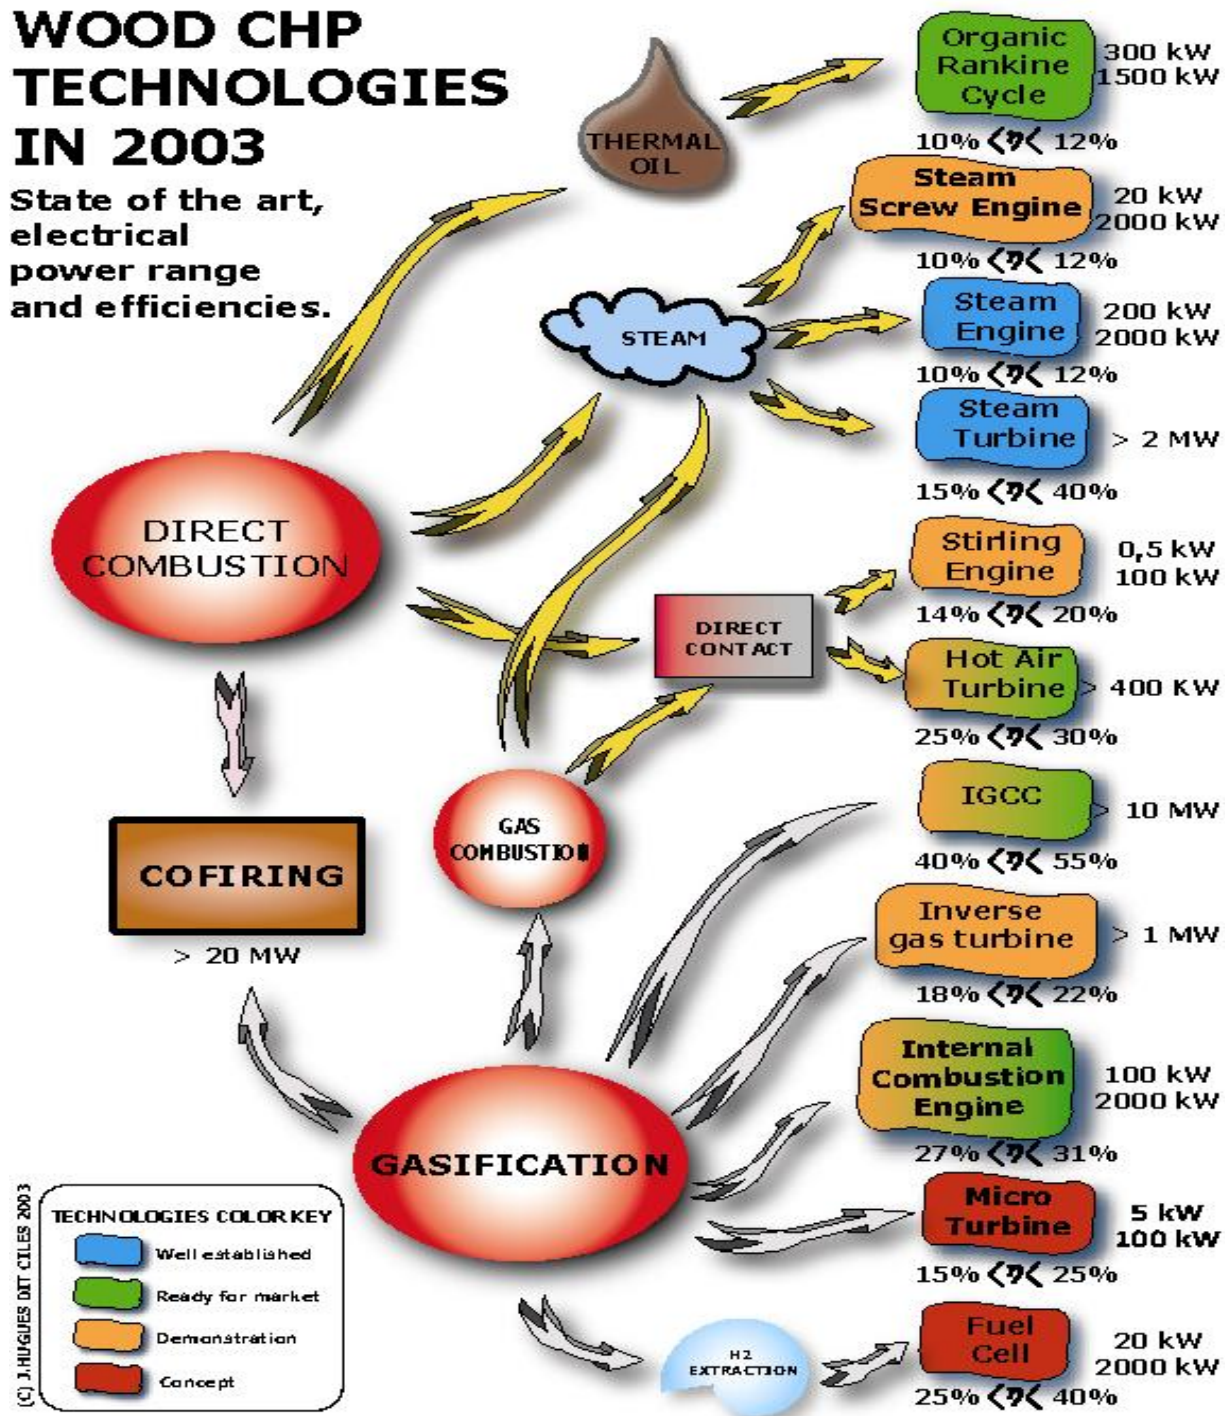 WOOD CHP
TECHNOLOGIES
IN 2003
State of the art,
electrical
power range
and efficiencies.
THERMAL
OIL
Organic
Rankine
Cycle
300 kW
1500 kW
10% <η< 12%
Steam
Screw Engine
20 kW
2000 kW
10% <η< 12%
STEAM
Steam
Engine
200 kW
2000 kW
10% <η< 12%
Steam
Turbine
> 2 MW
15% <η< 40%
DIRECT
COMBUSTION
Stirling
Engine
0,5 kW
100 kW
14% <η< 20%
DIRECT
CONTACT
Hot Air
Turbine
> 400 KW
25% <η< 30%
GAS
COMBUSTION
IGCC
> 10 MW
40% <η< 55%
COFIRING
> 20 MW
Inverse
gas turbine
> 1 MW
18% <η< 22%
Internal
Combustion
Engine
100 kW
2000 kW
27% <η< 31%
GASIFICATION
Micro
Turbine
5 kW
100 kW
15% <η< 25%
H2
EXTRACTION
Fuel
Cell
20 kW
2000 kW
25% <η< 40%
TECHNOLOGIES COLOR KEY
Well established
Ready for market
Demonstration
Concept
(C) J.HUGUES DIT CILES 2003